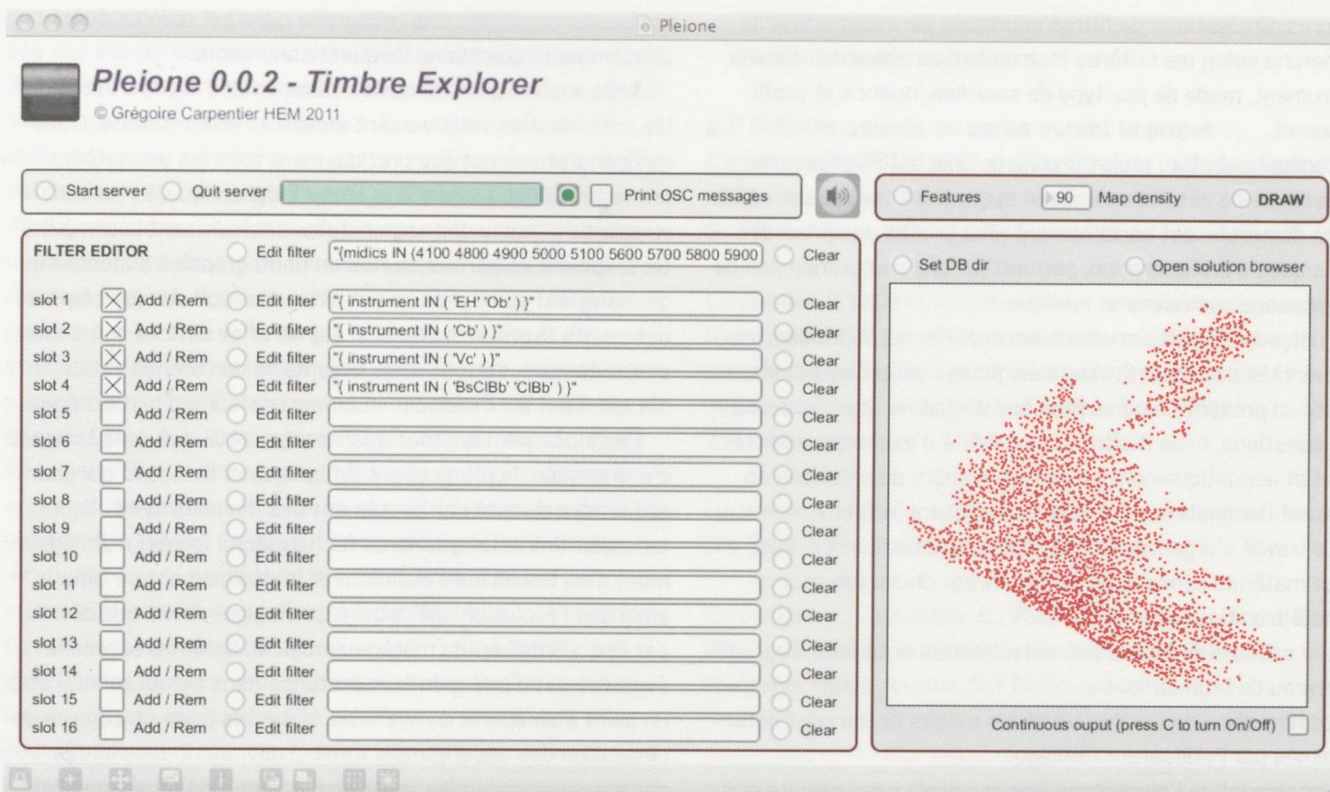 Pleione
Pleione 0.0.2 - Timbre Explorer
© Grégoire Carpentier HEM 2011
Start server Quit server Print OSC messages
Features 90 Map density DRAW
FILTER EDITOR Edit filter "{midics IN (4100 4800 4900 5000 5100 5600 5700 5800 5900 Clear
Set DB dir Open solution browser
slot 1 Add / Rem Edit filter "{ instrument IN ( 'EH' 'Ob' ) }" Clear
slot 2 Add / Rem Edit filter "{ instrument IN ( 'Cb' ) }" Clear
slot 3 Add / Rem Edit filter "{ instrument IN ( 'Vc' ) }" Clear
slot 4 Add / Rem Edit filter "{ instrument IN ( 'BsClBb' 'ClBb' ) }" Clear
slot 5 Add / Rem Edit filter Clear
slot 6 Add / Rem Edit filter Clear
slot 7 Add / Rem Edit filter Clear
slot 8 Add / Rem Edit filter Clear
slot 9 Add / Rem Edit filter Clear
slot 10 Add / Rem Edit filter Clear
slot 11 Add / Rem Edit filter Clear
slot 12 Add / Rem Edit filter Clear
slot 13 Add / Rem Edit filter Clear
slot 14 Add / Rem Edit filter Clear
slot 15 Add / Rem Edit filter Clear
slot 16 Add / Rem Edit filter Clear
Continuous ouput (press C to turn On/Off)